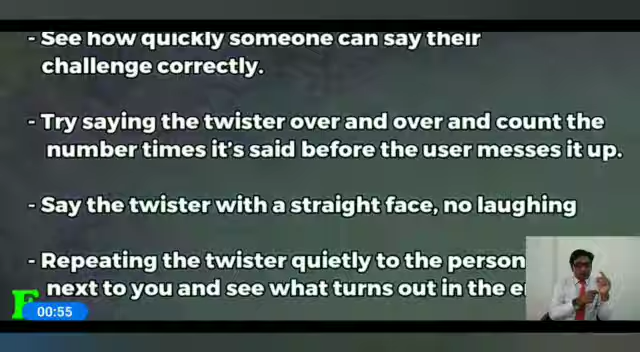 - See how quickly someone can say their
challenge correctly.
- Try saying the twister over and over and count the
number times it's said before the user messes it up.
- Say the twister with a straight face, no laughing
- Repeating the twister quietly to the person
next to you and see what turns out in the
F
00:55